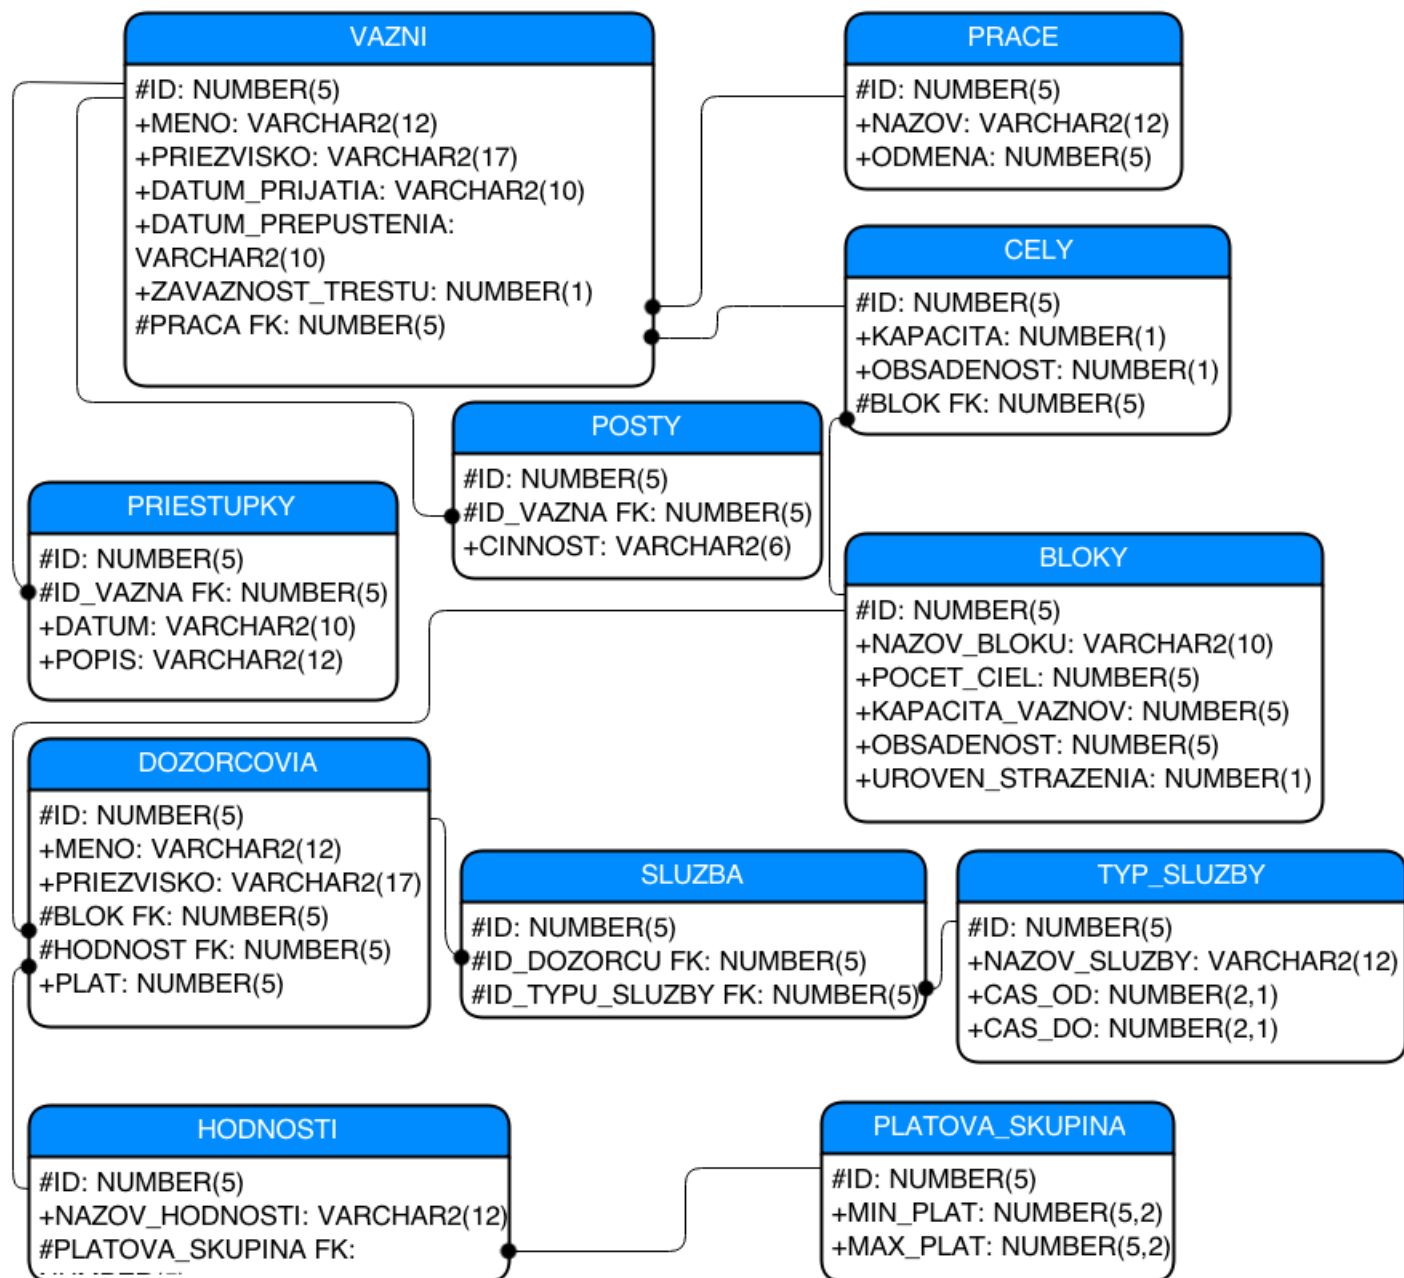 VAZNI
#ID: NUMBER(5)
+MENO: VARCHAR2(12)
+PRIEZVISKO: VARCHAR2(17)
+DATUM_PRIJATIA: VARCHAR2(10)
+DATUM_PREPUSTENIA:
VARCHAR2(10)
+ZAVAZNOST_TRESTU: NUMBER(1)
#PRACA FK: NUMBER(5)
PRACE
#ID: NUMBER(5)
+NAZOV: VARCHAR2(12)
+ODMENA: NUMBER(5)
CELY
#ID: NUMBER(5)
+KAPACITA: NUMBER(1)
+OBSADENOST: NUMBER(1)
#BLOK FK: NUMBER(5)
POSTY
#ID: NUMBER(5)
#ID_VAZNA FK: NUMBER(5)
+CINNOST: VARCHAR2(6)
PRIESTUPKY
#ID: NUMBER(5)
#ID_VAZNA FK: NUMBER(5)
+DATUM: VARCHAR2(10)
+POPIS: VARCHAR2(12)
BLOKY
#ID: NUMBER(5)
+NAZOV_BLOKU: VARCHAR2(10)
+POCET_CIEL: NUMBER(5)
+KAPACITA_VAZNOV: NUMBER(5)
+OBSADENOST: NUMBER(5)
+UROVEN_STRAZENIA: NUMBER(1)
DOZORCOVIA
#ID: NUMBER(5)
+MENO: VARCHAR2(12)
+PRIEZVISKO: VARCHAR2(17)
#BLOK FK: NUMBER(5)
#HODNOST FK: NUMBER(5)
+PLAT: NUMBER(5)
SLUZBA
#ID: NUMBER(5)
#ID_DOZORCU FK: NUMBER(5)
#ID_TYPU_SLUZBY FK: NUMBER(5)
TYP_SLUZBY
#ID: NUMBER(5)
+NAZOV_SLUZBY: VARCHAR2(12)
+CAS_OD: NUMBER(2,1)
+CAS_DO: NUMBER(2,1)
HODNOSTI
#ID: NUMBER(5)
+NAZOV_HODNOSTI: VARCHAR2(12)
#PLATOVA_SKUPINA FK:
PLATOVA_SKUPINA
#ID: NUMBER(5)
+MIN_PLAT: NUMBER(5,2)
+MAX_PLAT: NUMBER(5,2)